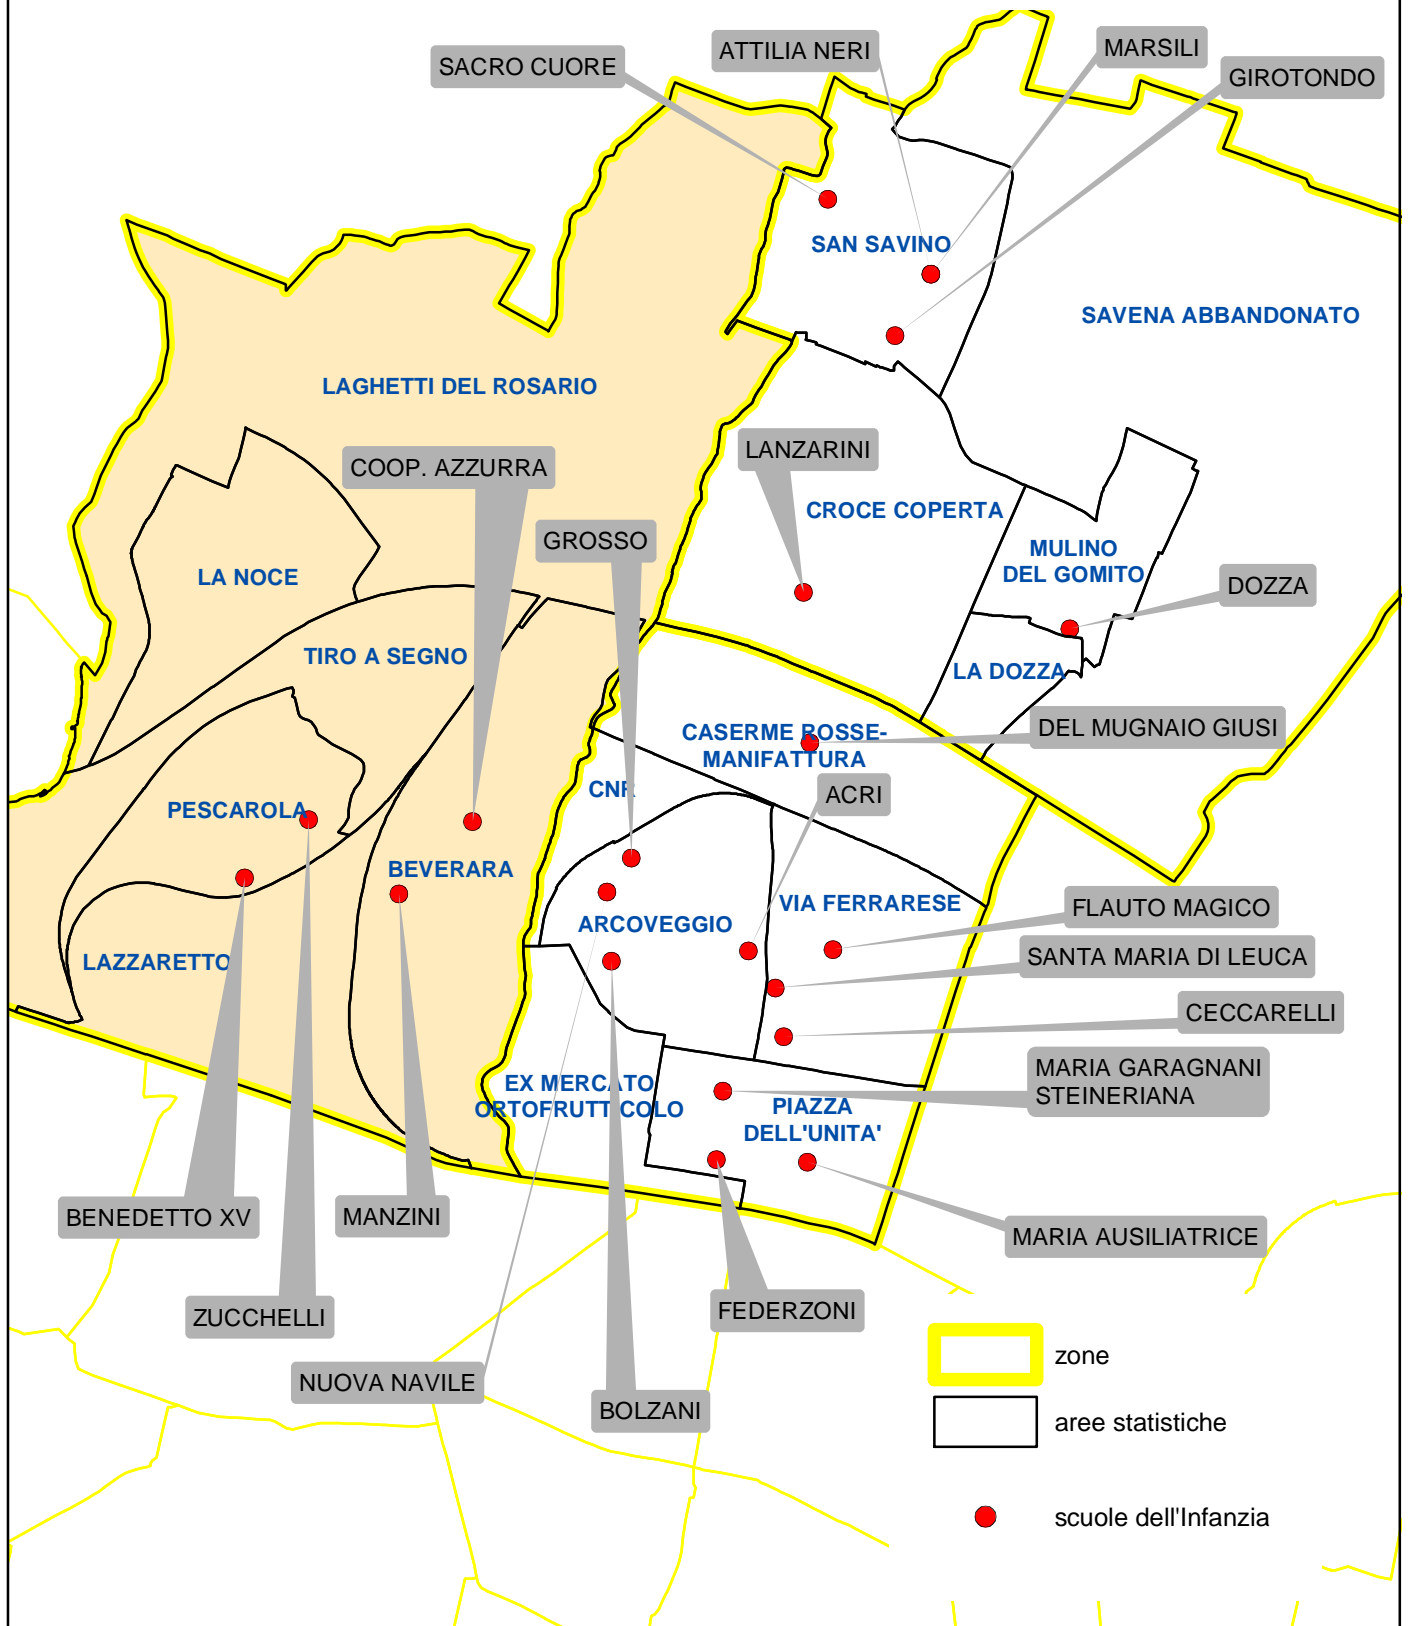 ATTILIA NERI
MARSILI
SACRO CUORE
GIROTONDO
SAN SAVINO
SAVENA ABBANDONATO
LAGHETTI DEL ROSARIO
LANZARINI
COOP. AZZURRA
CROCE COPERTA
GROSSO
MULINO
DEL GOMITO
LA NOCE
DOZZA
TIRO A SEGNO
LA DOZZA
DEL MUGNAIO GIUSI
CASERME ROSSE-
MANIFATTURA
CNR
ACRI
PESCAROLA
BEVERARA
VIA FERRARESE
FLAUTO MAGICO
ARCOVEGGIO
SANTA MARIA DI LEUCA
LAZZARETTO
CECCARELLI
MARIA GARAGNANI
STEINERIANA
EX MERCATO
ORTOFRUTTICOLO
PIAZZA
DELL'UNITA'
BENEDETTO XV
MANZINI
MARIA AUSILIATRICE
ZUCCHELLI
FEDERZONI
NUOVA NAVILE
BOLZANI
zone
aree statistiche
scuole dell'Infanzia